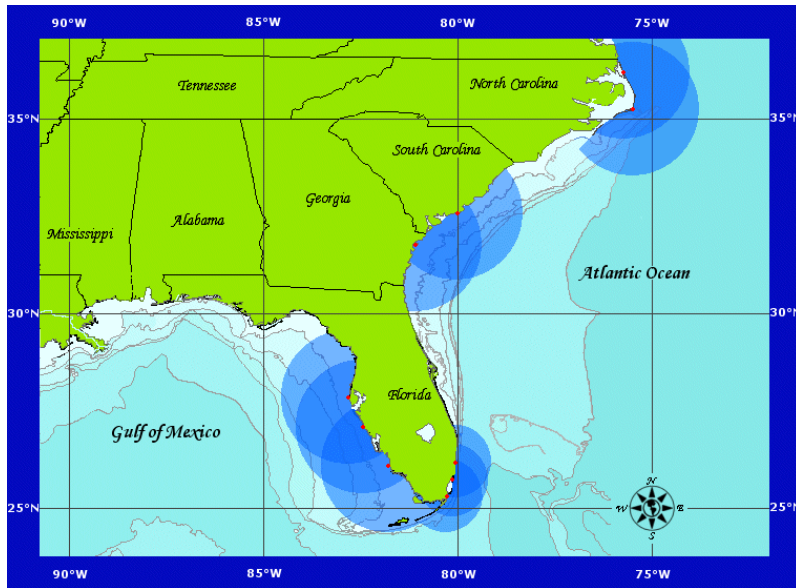 90°W 85°W 80°W 75°W
Tennessee
North Carolina
35°N 35°N
South Carolina
Georgia
Alabama
Mississippi
Atlantic Ocean
30°N 30°N
Florida
Gulf of Mexico
N
25°N W E 25°N
S
90°W 85°W 80°W 75°W